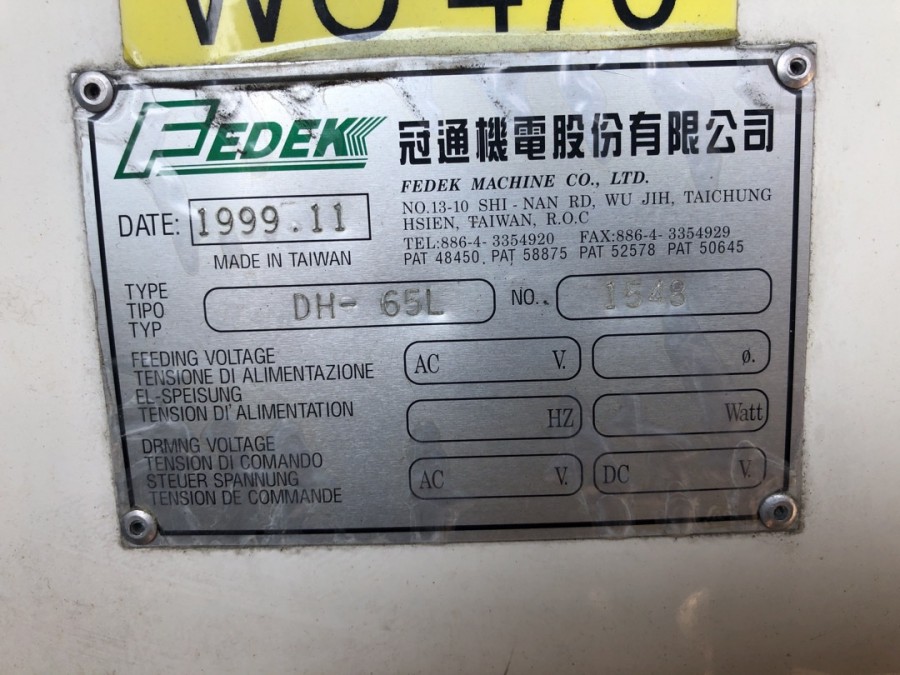 WC 470
FEDEK 冠通機電股份有限公司
FEDEK MACHINE CO., LTD.
NO.13-10 SHI-NAN RD, WU JIH, TAICHUNG
HSIEN, TAIWAN, R.O.C
TEL:886-4- 3354920 FAX:886-4- 3354929
PAT 48450, PAT 58875 PAT 52578 PAT 50645
DATE: 1999.11
MADE IN TAIWAN
TYPE
TIPO
TYP
DH- 65L
NO. 1548
FEEDING VOLTAGE
TENSIONE DI ALIMENTAZIONE
EL-SPEISUNG
TENSION DI' ALIMENTATION
AC V.
ø.
HZ
Watt
DRMNG VOLTAGE
TENSION DI COMANDO
STEUER SPANNUNG
TENSION DE COMMANDE
AC V.
DC V.